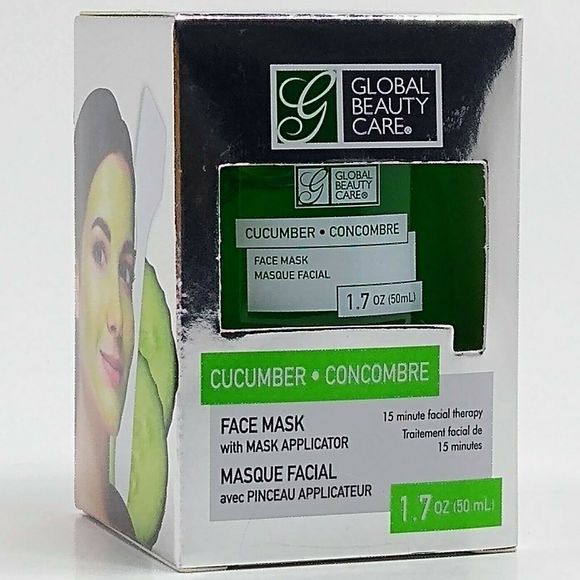 G
GLOBAL
BEAUTY
CARE®
G
GLOBAL
BEAUTY
CARE®
CUCUMBER • CONCOMBRE
FACE MASK
MASQUE FACIAL
1.7 OZ (50mL)
CUCUMBER • CONCOMBRE
FACE MASK
with MASK APPLICATOR
MASQUE FACIAL
avec PINCEAU APPLICATEUR
15 minute facial therapy
Traitement facial de
15 minutes
1.7 OZ (50 mL)